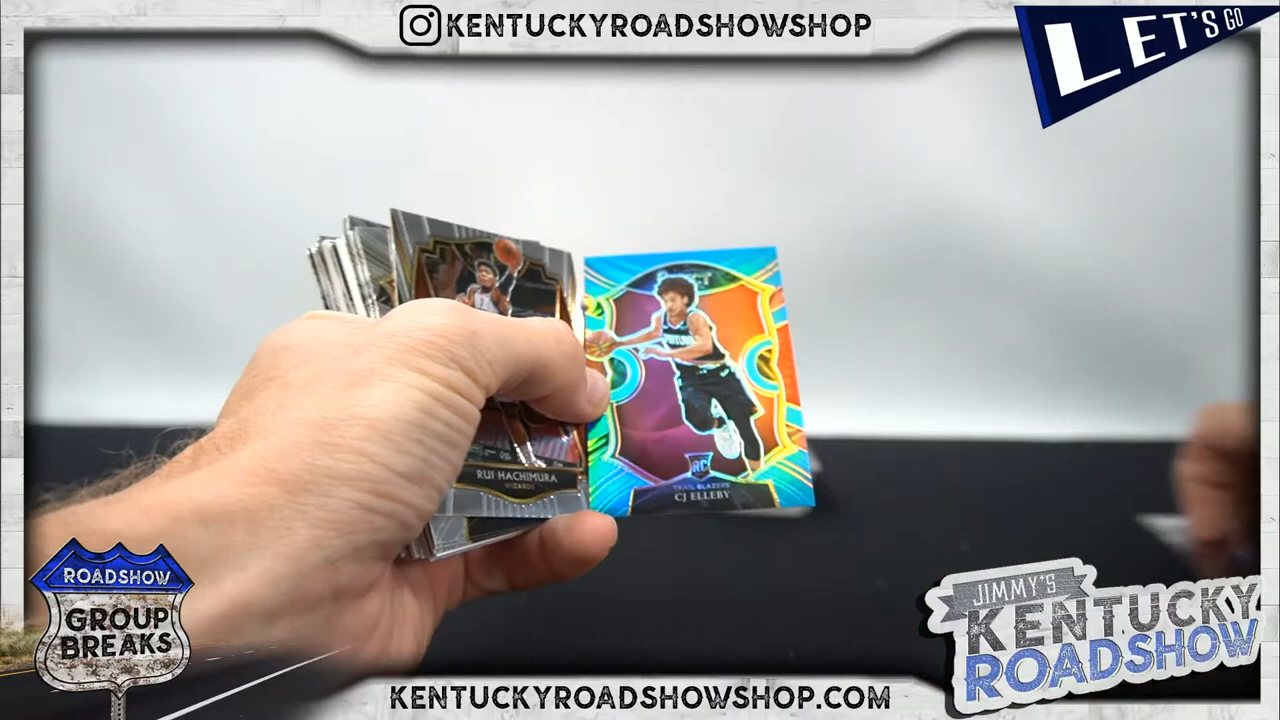 KENTUCKYROADSHOWSHOP
LET'S GO
RUI HACHIMURA
WIZARDS
PORTLAND
RC
TRAIL BLAZERS
CJ ELLEBY
ROADSHOW
GROUP
BREAKS
JIMMY'S
KENTUCKY
ROADSHOW
KENTUCKYROADSHOWSHOP.COM